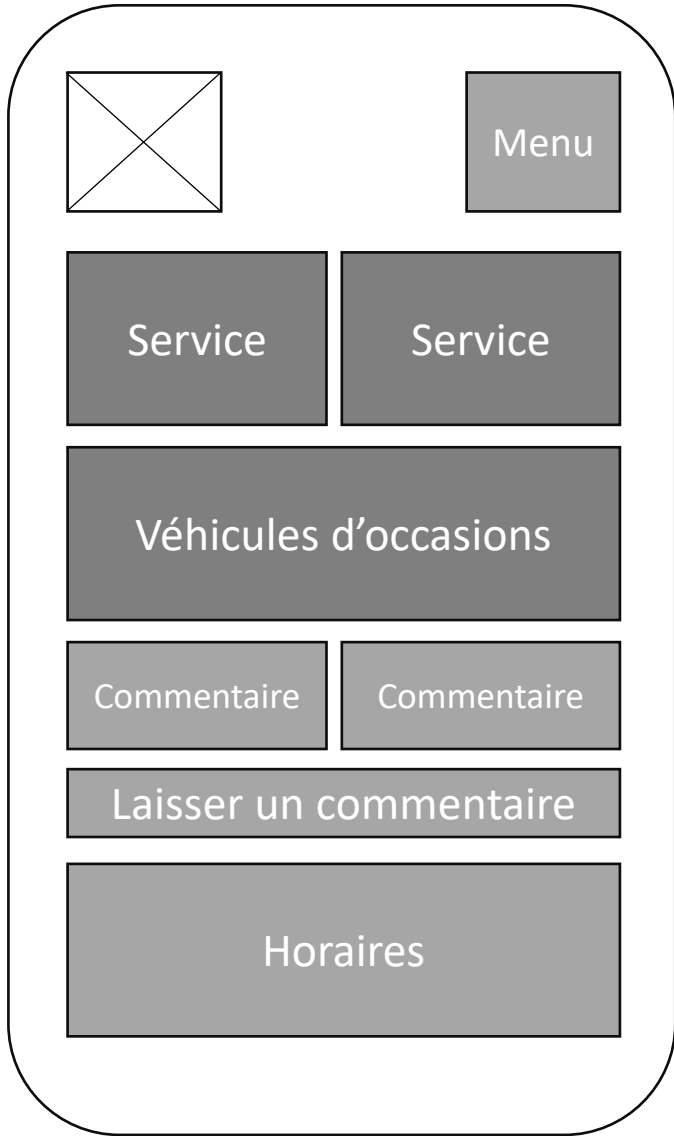 Menu
Service
Service
Véhicules d’occasions
Commentaire
Commentaire
Laisser un commentaire
Horaires